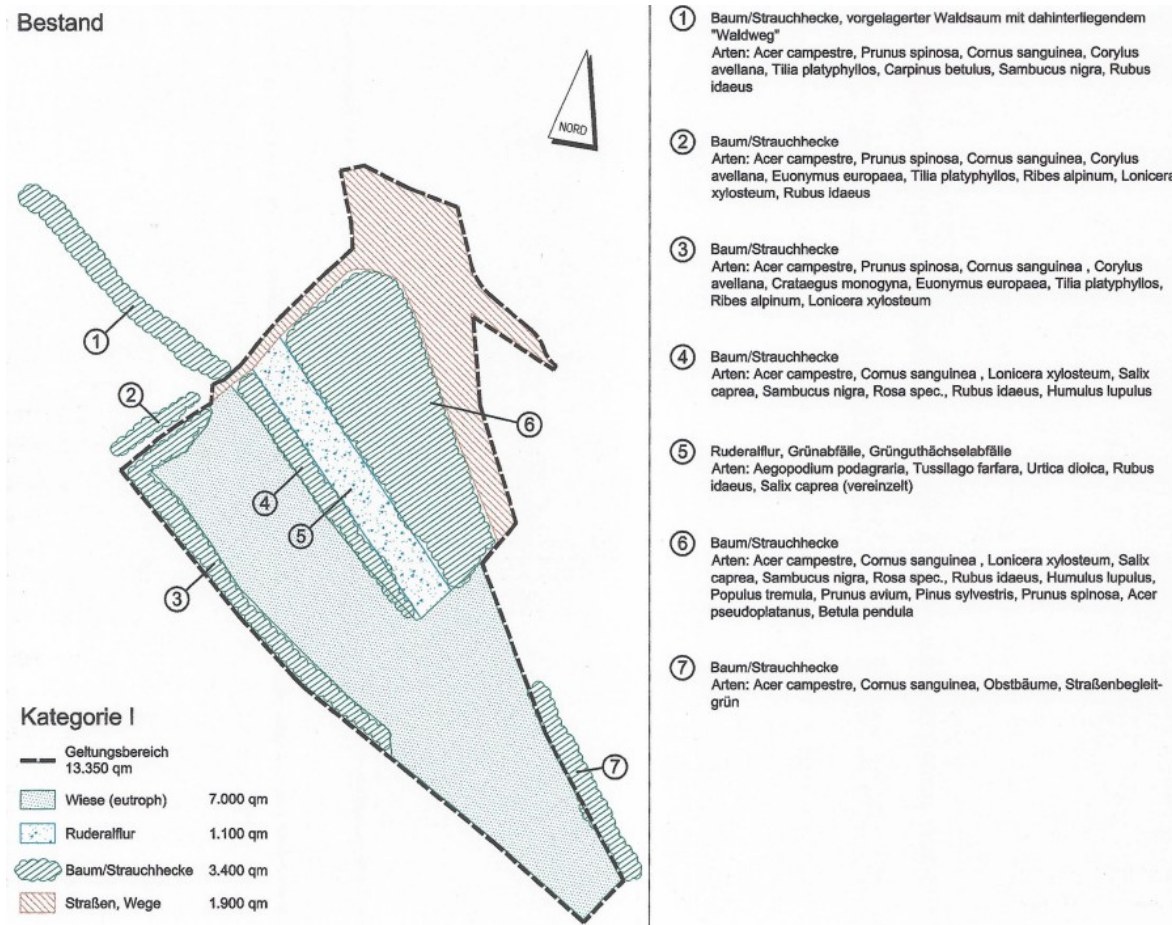 Bestand
NORD
1
2
3
4
5
6
7
Kategorie I
Geltungsbereich
13.350 qm
Wiese (eutroph) 7.000 qm
Ruderalflur 1.100 qm
Baum/Strauchhecke 3.400 qm
Straßen, Wege 1.900 qm
1 Baum/Strauchhecke, vorgelagerter Waldsaum mit dahinterliegendem
"Waldweg"
Arten: Acer campestre, Prunus spinosa, Cornus sanguinea, Corylus
avellana, Tilia platyphyllos, Carpinus betulus, Sambucus nigra, Rubus
idaeus
2 Baum/Strauchhecke
Arten: Acer campestre, Prunus spinosa, Cornus sanguinea, Corylus
avellana, Euonymus europaea, Tilia platyphyllos, Ribes alpinum, Lonicera
xylosteum, Rubus idaeus
3 Baum/Strauchhecke
Arten: Acer campestre, Prunus spinosa, Cornus sanguinea , Corylus
avellana, Crataegus monogyna, Euonymus europaea, Tilia platyphyllos,
Ribes alpinum, Lonicera xylosteum
4 Baum/Strauchhecke
Arten: Acer campestre, Cornus sanguinea , Lonicera xylosteum, Salix
caprea, Sambucus nigra, Rosa spec., Rubus idaeus, Humulus lupulus
5 Ruderalflur, Grünabfälle, Grünguthächselabfälle
Arten: Aegopodium podagraria, Tussilago farfara, Urtica dioica, Rubus
idaeus, Salix caprea (vereinzelt)
6 Baum/Strauchhecke
Arten: Acer campestre, Cornus sanguinea , Lonicera xylosteum, Salix
caprea, Sambucus nigra, Rosa spec., Rubus idaeus, Humulus lupulus,
Populus tremula, Prunus avium, Pinus sylvestris, Prunus spinosa, Acer
pseudoplatanus, Betula pendula
7 Baum/Strauchhecke
Arten: Acer campestre, Cornus sanguinea, Obstbäume, Straßenbegleit-
grün